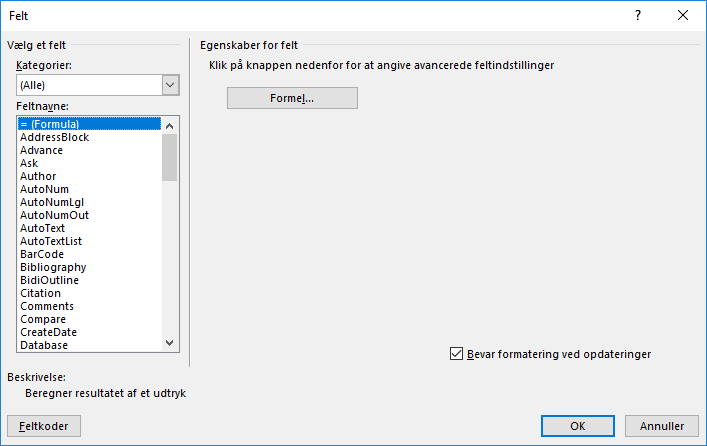 Felt
?
Vælg et felt
Kategorier:
(Alle)
Feltnavne:
= (Formula)
AddressBlock
Advance
Ask
Author
AutoNum
AutoNumLgl
AutoNumOut
AutoText
AutoTextList
BarCode
Bibliography
BidiOutline
Citation
Comments
Compare
CreateDate
Database
Egenskaber for felt
Klik på knappen nedenfor for at angive avancerede feltindstillinger
Formel...
Bevar formatering ved opdateringer
Beskrivelse:
Beregner resultatet af et udtryk
Feltkoder
OK
Annuller